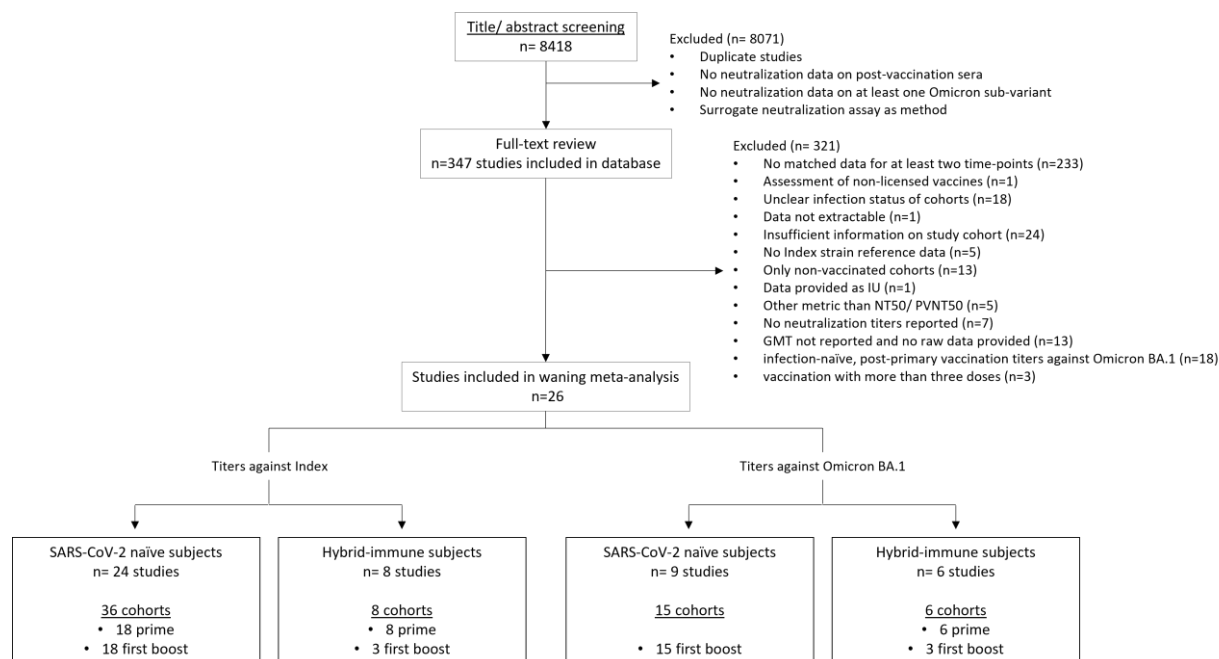 Title/ abstract screening
n= 8418
Excluded (n= 8071)
• Duplicate studies
• No neutralization data on post-vaccination sera
• No neutralization data on at least one Omicron sub-variant
• Surrogate neutralization assay as method
Full-text review
n=347 studies included in database
Excluded (n= 321)
• No matched data for at least two time-points (n=233)
• Assessment of non-licensed vaccines (n=1)
• Unclear infection status of cohorts (n=18)
• Data not extractable (n=1)
• Insufficient information on study cohort (n=24)
• No Index strain reference data (n=5)
• Only non-vaccinated cohorts (n=13)
• Data provided as IU (n=1)
• Other metric than NT50/ PVNT50 (n=5)
• No neutralization titers reported (n=7)
• GMT not reported and no raw data provided (n=13)
• infection-naïve, post-primary vaccination titers against Omicron BA.1 (n=18)
• vaccination with more than three doses (n=3)
Studies included in waning meta-analysis
n=26
Titers against Index
Titers against Omicron BA.1
SARS-CoV-2 naïve subjects
n= 24 studies
36 cohorts
• 18 prime
• 18 first boost
Hybrid-immune subjects
n= 8 studies
8 cohorts
• 8 prime
• 3 first boost
SARS-CoV-2 naïve subjects
n= 9 studies
15 cohorts
• 15 first boost
Hybrid-immune subjects
n= 6 studies
6 cohorts
• 6 prime
• 3 first boost